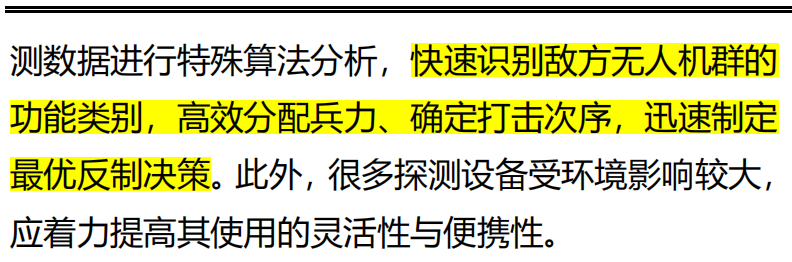 测数据进行特殊算法分析，快速识别敌方无人机群的
功能类别，高效分配兵力、确定打击次序，迅速制定
最优反制决策。此外，很多探测设备受环境影响较大，
应着力提高其使用的灵活性与便携性。